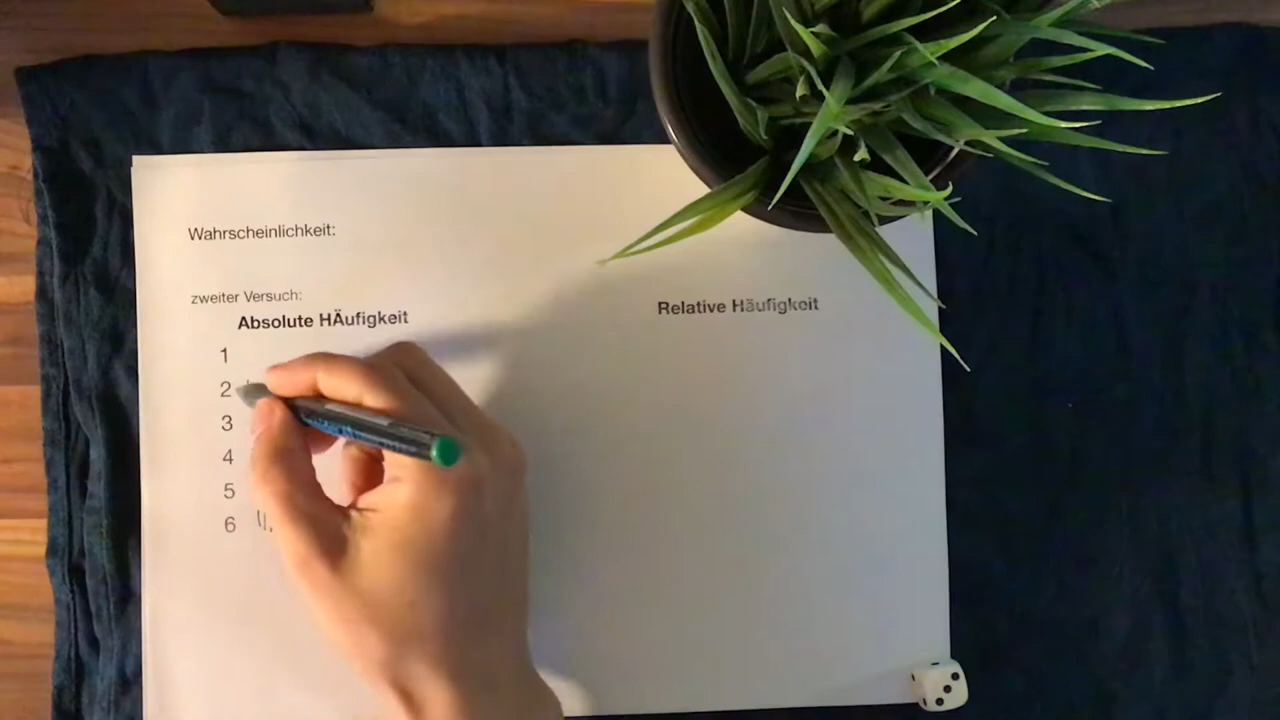 Wahrscheinlichkeit:
zweiter Versuch:
Absolute HÄufigkeit
Relative Häufigkeit
1
2
3
4
5
6 ||,